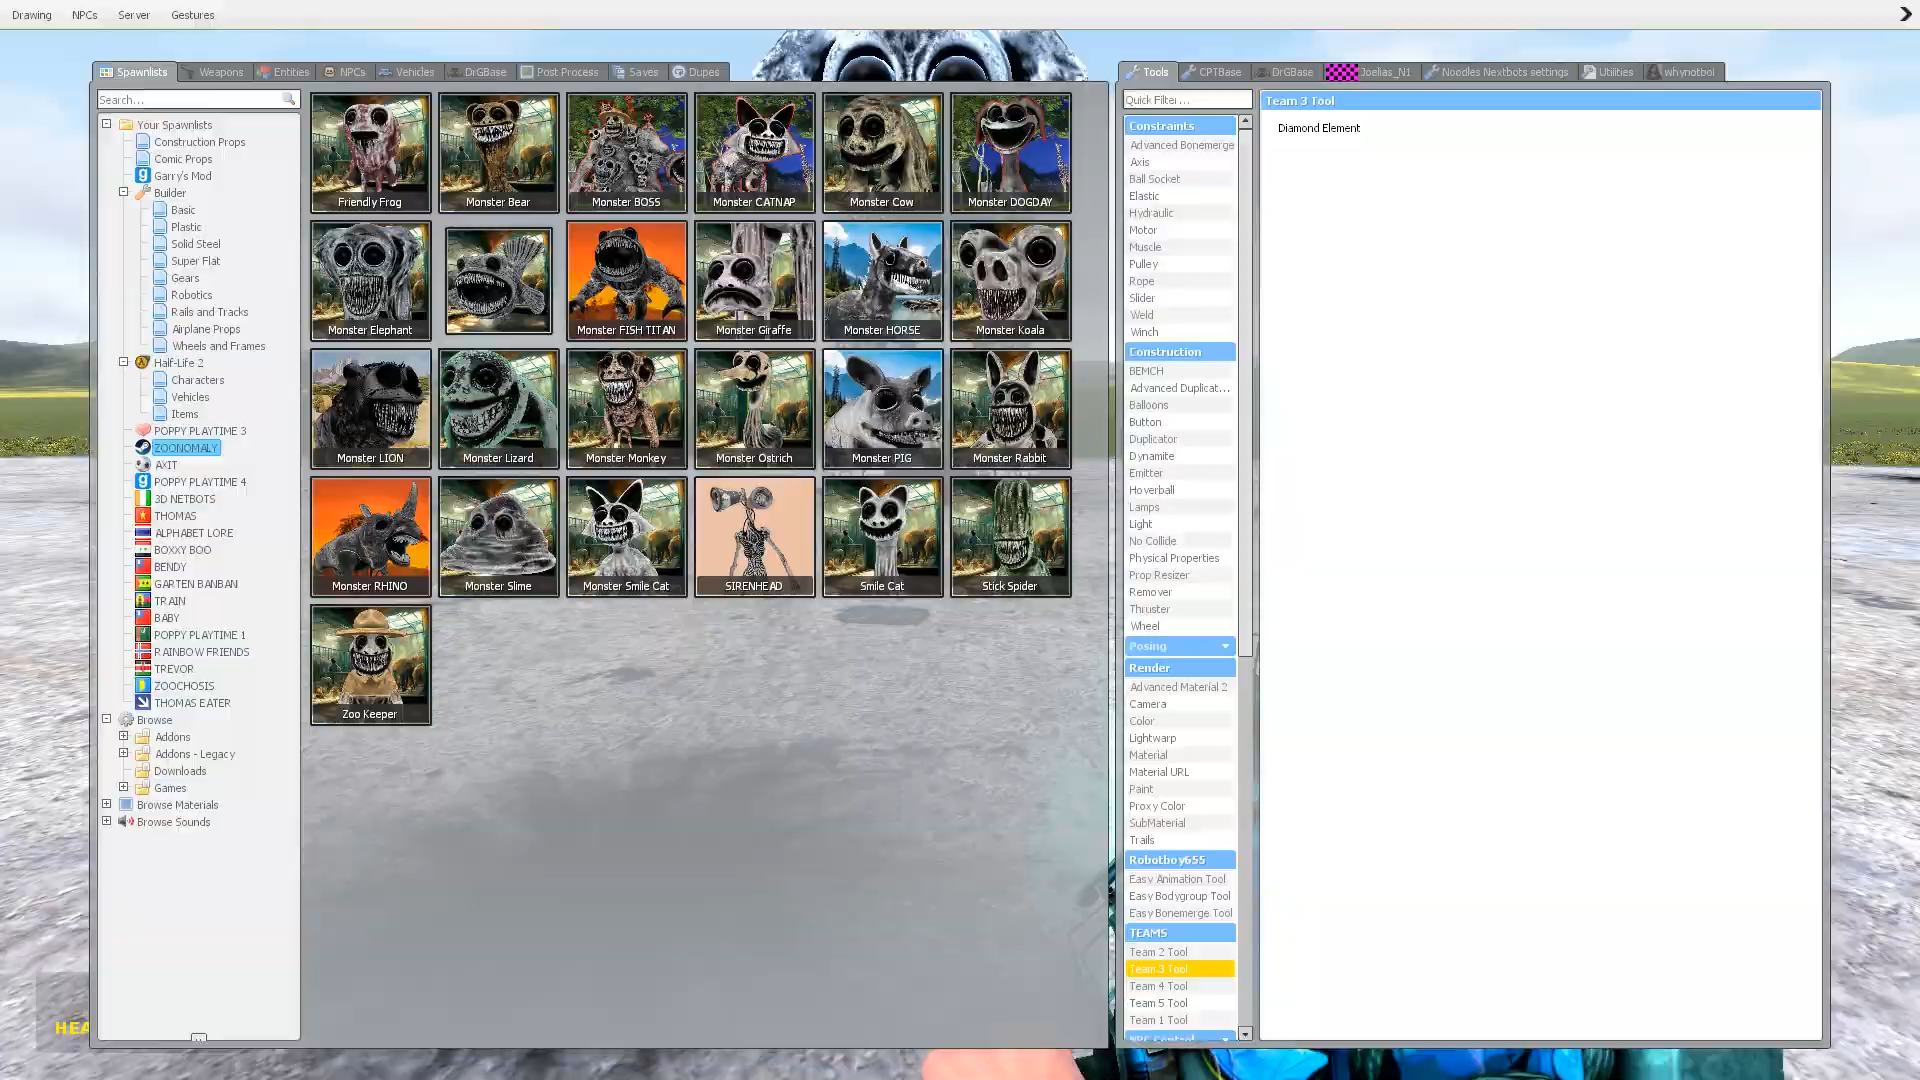 Drawing NPCs Server Gestures
Spawnlists Weapons Entities NPCs Vehicles DrGBase Post Process Saves Dupes
Search...
Your Spawnlists
Construction Props
Comic Props
Garry's Mod
Builder
Basic
Plastic
Solid Steel
Super Flat
Gears
Robotics
Rails and Tracks
Airplane Props
Wheels and Frames
Half-Life 2
Characters
Vehicles
Items
POPPY PLAYTIME 3
ZOONOMALY
AXIT
POPPY PLAYTIME 4
3D NETBOTS
THOMAS
ALPHABET LORE
BOXXY BOO
BENDY
GARTEN BANBAN
TRAIN
BABY
POPPY PLAYTIME 1
RAINBOW FRIENDS
TREVOR
ZOOCHOSIS
THOMAS EATER
Browse
Addons
Addons - Legacy
Downloads
Games
Browse Materials
Browse Sounds
HEA
Friendly Frog Monster Bear Monster BOSS Monster CATNAP Monster Cow Monster DOGDAY
Monster Elephant Monster FISH TITAN Monster Giraffe Monster HORSE Monster Koala
Monster LION Monster Lizard Monster Monkey Monster Ostrich Monster PIG Monster Rabbit
Monster RHINO Monster Slime Monster Smile Cat SIRENHEAD Smile Cat Stick Spider
Zoo Keeper
Tools CPTBase DrGBase Joelias_N1 Noodles Nextbots settings Utilities whynotboi
Quick Filter...
Constraints
Advanced Bonemerge
Axis
Ball Socket
Elastic
Hydraulic
Motor
Muscle
Pulley
Rope
Slider
Weld
Winch
Construction
BEMCH
Advanced Duplicat...
Balloons
Button
Duplicator
Dynamite
Emitter
Hoverball
Lamps
Light
No Collide
Physical Properties
Prop Resizer
Remover
Thruster
Wheel
Posing
Render
Advanced Material 2
Camera
Color
Lightwarp
Material
Material URL
Paint
Proxy Color
SubMaterial
Trails
Robotboy655
Easy Animation Tool
Easy Bodygroup Tool
Easy Bonemerge Tool
TEAMS
Team 2 Tool
Team 3 Tool
Team 4 Tool
Team 5 Tool
Team 1 Tool
NPC Control
Team 3 Tool
Diamond Element